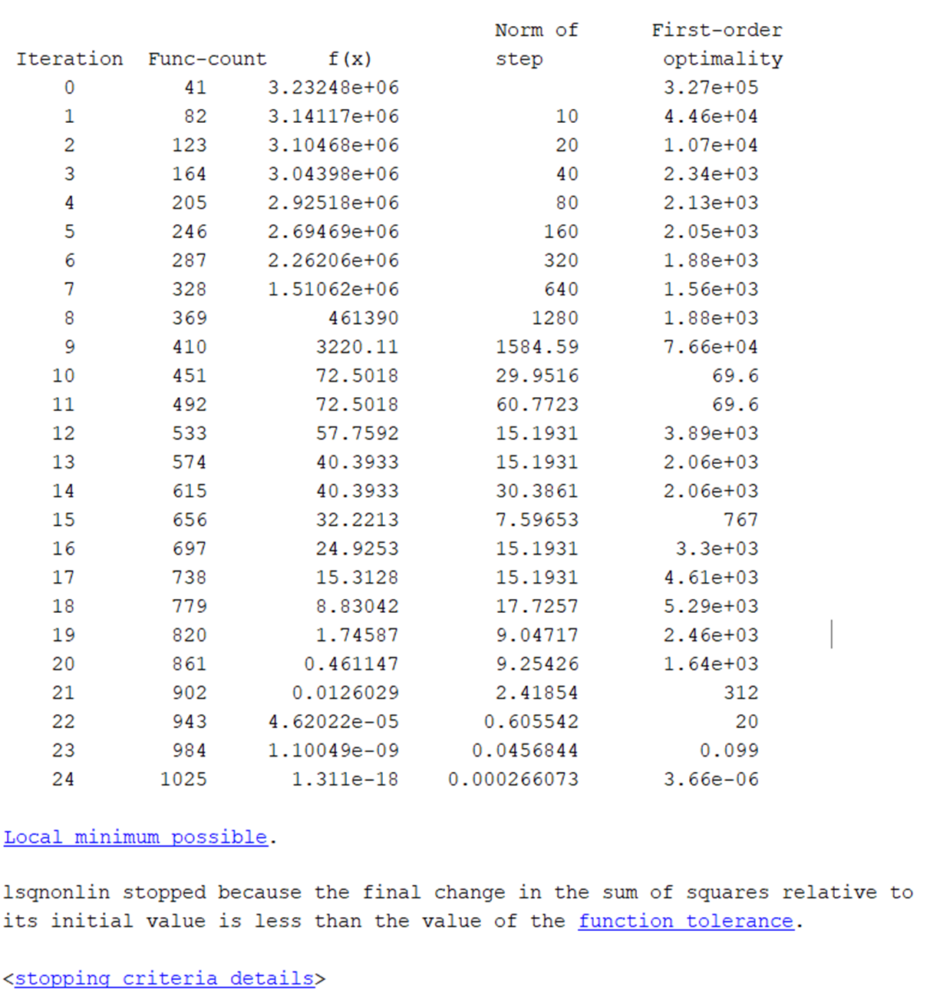 Norm of First-order
Iteration Func-count f(x) step optimality
0 41 3.23248e+06 3.27e+05
1 82 3.14117e+06 10 4.46e+04
2 123 3.10468e+06 20 1.07e+04
3 164 3.04398e+06 40 2.34e+03
4 205 2.92518e+06 80 2.13e+03
5 246 2.69469e+06 160 2.05e+03
6 287 2.26206e+06 320 1.88e+03
7 328 1.51062e+06 640 1.56e+03
8 369 461390 1280 1.88e+03
9 410 3220.11 1584.59 7.66e+04
10 451 72.5018 29.9516 69.6
11 492 72.5018 60.7723 69.6
12 533 57.7592 15.1931 3.89e+03
13 574 40.3933 15.1931 2.06e+03
14 615 40.3933 30.3861 2.06e+03
15 656 32.2213 7.59653 767
16 697 24.9253 15.1931 3.3e+03
17 738 15.3128 15.1931 4.61e+03
18 779 8.83042 17.7257 5.29e+03
19 820 1.74587 9.04717 2.46e+03
20 861 0.461147 9.25426 1.64e+03
21 902 0.0126029 2.41854 312
22 943 4.62022e-05 0.605542 20
23 984 1.10049e-09 0.0456844 0.099
24 1025 1.311e-18 0.000266073 3.66e-06
Local minimum possible.
lsqnonlin stopped because the final change in the sum of squares relative to
its initial value is less than the value of the function tolerance.
<stopping criteria details>